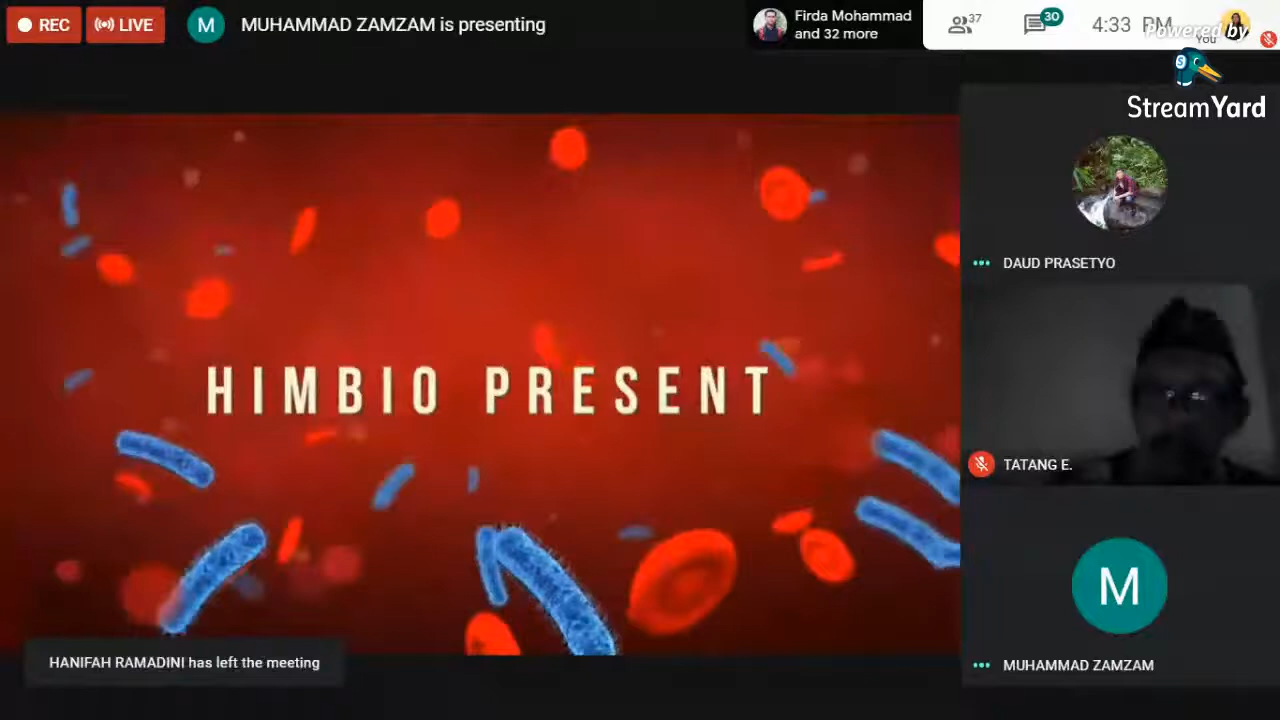 REC
LIVE
M
MUHAMMAD ZAMZAM is presenting
Firda Mohammad
and 32 more
37
30
4:33 PM
You
Powered by
StreamYard
DAUD PRASETYO
HIMBIO PRESENT
TATANG E.
M
HANIFAH RAMADINI has left the meeting
MUHAMMAD ZAMZAM